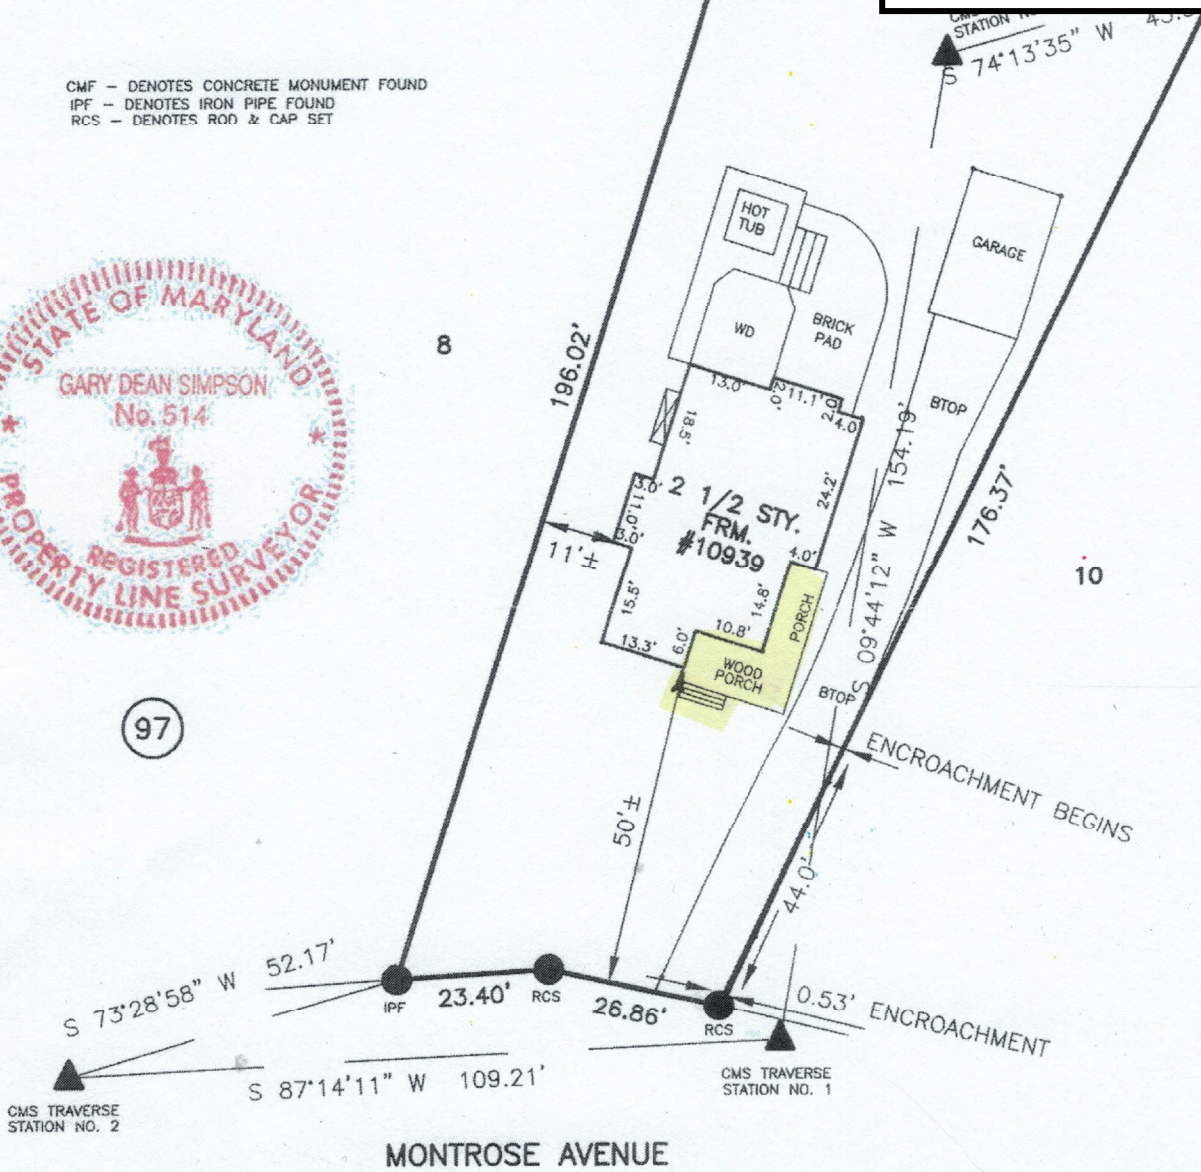 STATION
S 74°13'35" W
CMF – DENOTES CONCRETE MONUMENT FOUND
IPF – DENOTES IRON PIPE FOUND
RCS – DENOTES ROD & CAP SET
HOT
TUB
GARAGE
STATE OF MARYLAND
GARY DEAN SIMPSON
No. 514
REGISTERED
PROPERTY LINE SURVEYOR
8
196.02'
WD
BRICK
PAD
13.0'
2.0'
11.1'
2.0'
4.0'
BTOP
18.5'
S 09°44'12" W 154.19'
176.37'
3.0'
11.0'
3.0'
2 1/2 STY.
FRM.
#10939
24.2'
4.0'
11'±
10
15.5'
14.8'
PORCH
10.8'
13.3'
6.0'
WOOD
PORCH
BTOP
97
ENCROACHMENT BEGINS
50'±
44.0'
S 73°28'58" W 52.17'
IPF
23.40'
RCS
26.86'
RCS
0.53' ENCROACHMENT
S 87°14'11" W 109.21'
CMS TRAVERSE
STATION NO. 1
CMS TRAVERSE
STATION NO. 2
MONTROSE AVENUE